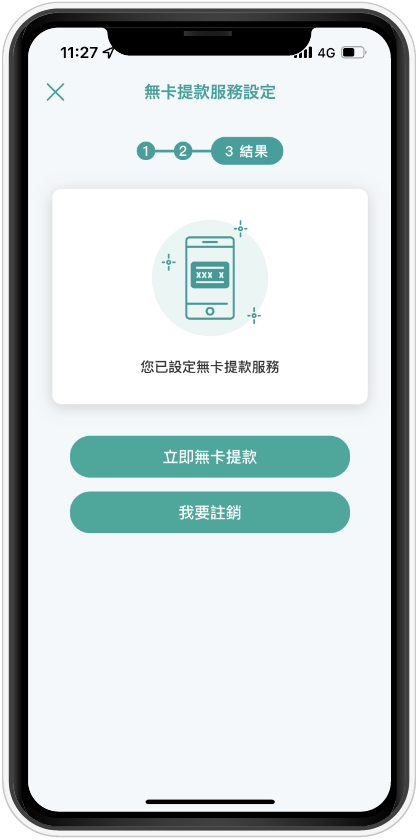 11:27 4G
無卡提款服務設定
1 2 3 結果
xxx x
您已設定無卡提款服務
立即無卡提款
我要註銷